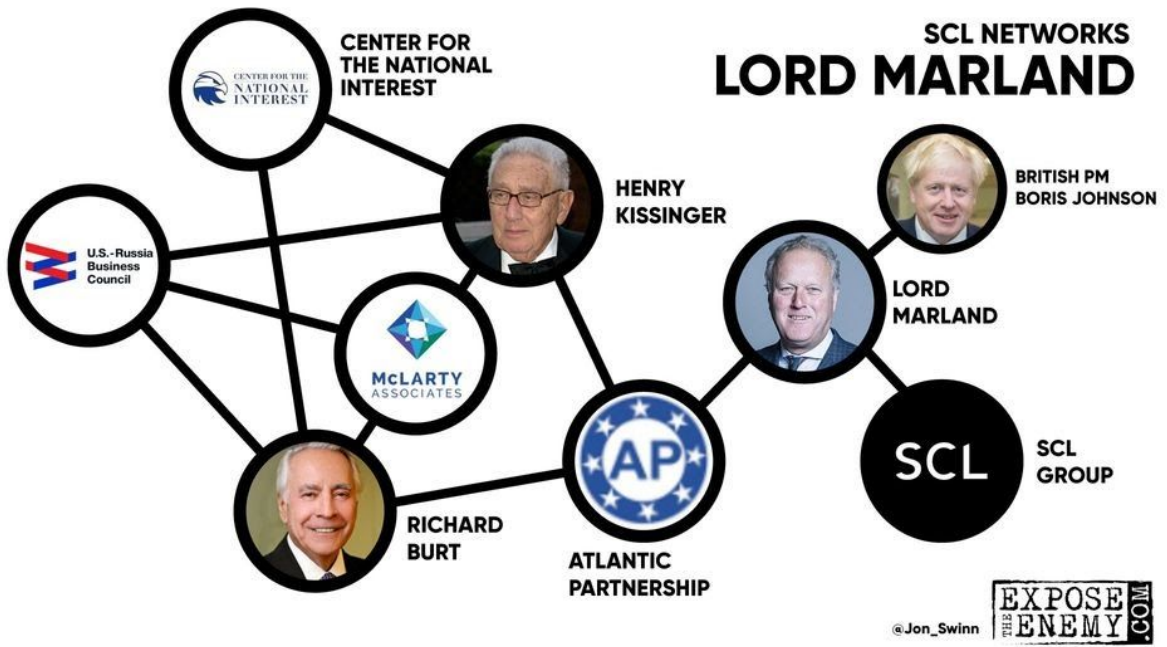 SCL NETWORKS
LORD MARLAND
CENTER FOR THE
NATIONAL
INTEREST
CENTER FOR
THE NATIONAL
INTEREST
HENRY
KISSINGER
BRITISH PM
BORIS JOHNSON
U.S.-Russia
Business
Council
LORD
MARLAND
McLARTY
ASSOCIATES
AP
SCL
SCL
GROUP
RICHARD
BURT
ATLANTIC
PARTNERSHIP
@Jon_Swinn
EXPOSE
THE ENEMY
.COM